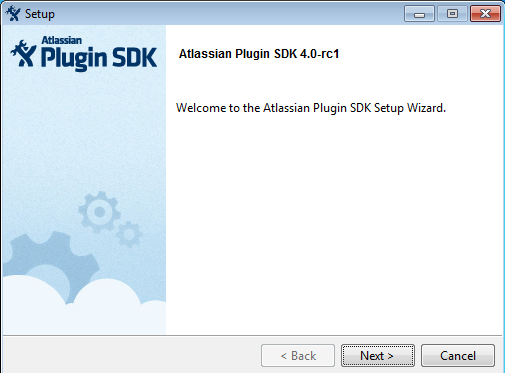 Setup
Atlassian
Plugin SDK
Atlassian Plugin SDK 4.0-rc1
Welcome to the Atlassian Plugin SDK Setup Wizard.
< Back
Next >
Cancel